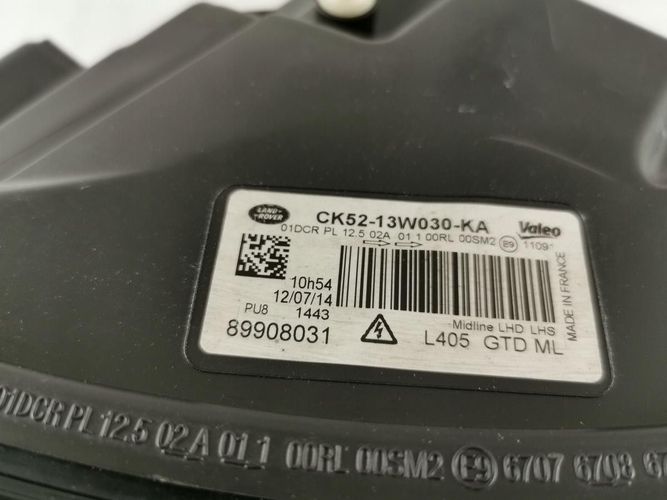 LAND-
ROVER
CK52-13W030-KA
Valeo
01DCR PL 12.5 02A 01 1 00RL 00SM2 E9
10h54
12/07/14
PU8 1443
89908031
Midline LHD LHS
L405 GTD ML
MADE IN FRANCE
01DCR PL 12.5 02A 01 1 00RL 00SM2 E9 6707 6708